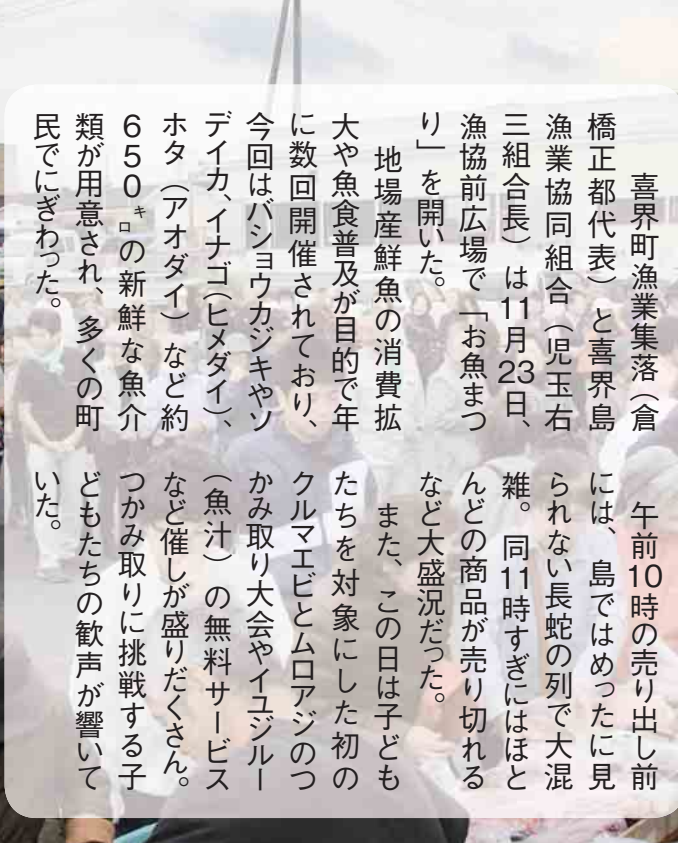 喜界町漁業集落（倉
橋正都代表）と喜界島
漁業協同組合（児玉右
三組合長）は11月23日、
漁協前広場で「お魚まつ
り」を開いた。
　地場産鮮魚の消費拡
大や魚食普及が目的で年
に数回開催されており、
今回はバショウカジキやソ
デイカ、イナゴ（ヒメダイ）、
ホタ（アオダイ）など約
650㌔の新鮮な魚介
類が用意され、多くの町
民でにぎわった。
　午前10時の売り出し前
には、島ではめったに見
られない長蛇の列で大混
雑。同11時すぎにはほと
んどの商品が売り切れる
など大盛況だった。
　また、この日は子ども
たちを対象にした初の
クルマエビとムロアジのつ
かみ取り大会やイユジルー
（魚汁）の無料サービス
など催しが盛りだくさん。
つかみ取りに挑戦する子
どもたちの歓声が響いて
いた。